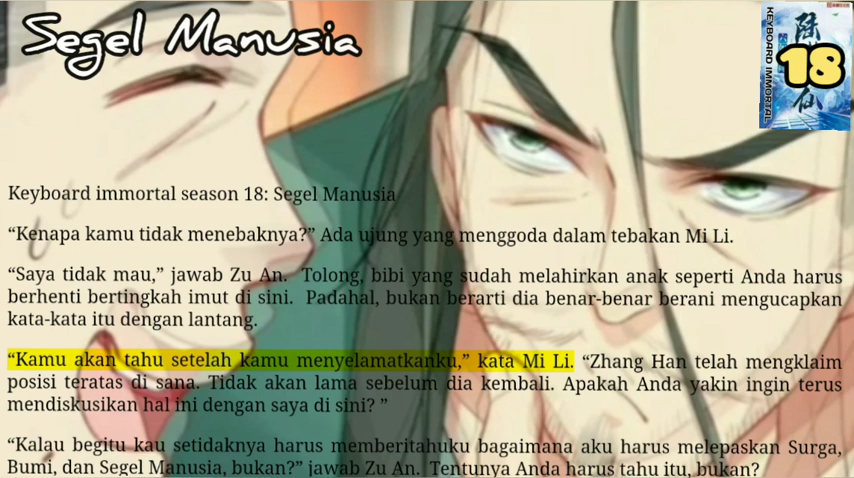 Segel Manusia
KEYBOARD IMMORTAL
18
Keyboard immortal season 18: Segel Manusia
“Kenapa kamu tidak menebaknya?” Ada ujung yang menggoda dalam tebakan Mi Li.
“Saya tidak mau,” jawab Zu An. Tolong, bibi yang sudah melahirkan anak seperti Anda harus
berhenti bertingkah imut di sini. Padahal, bukan berarti dia benar-benar berani mengucapkan
kata-kata itu dengan lantang.
“Kamu akan tahu setelah kamu menyelamatkanku,” kata Mi Li. “Zhang Han telah mengklaim
posisi teratas di sana. Tidak akan lama sebelum dia kembali. Apakah Anda yakin ingin terus
mendiskusikan hal ini dengan saya di sini? ”
“Kalau begitu kau setidaknya harus memberitahuku bagaimana aku harus melepaskan Surga,
Bumi, dan Segel Manusia, bukan?” jawab Zu An. Tentunya Anda harus tahu itu, bukan?